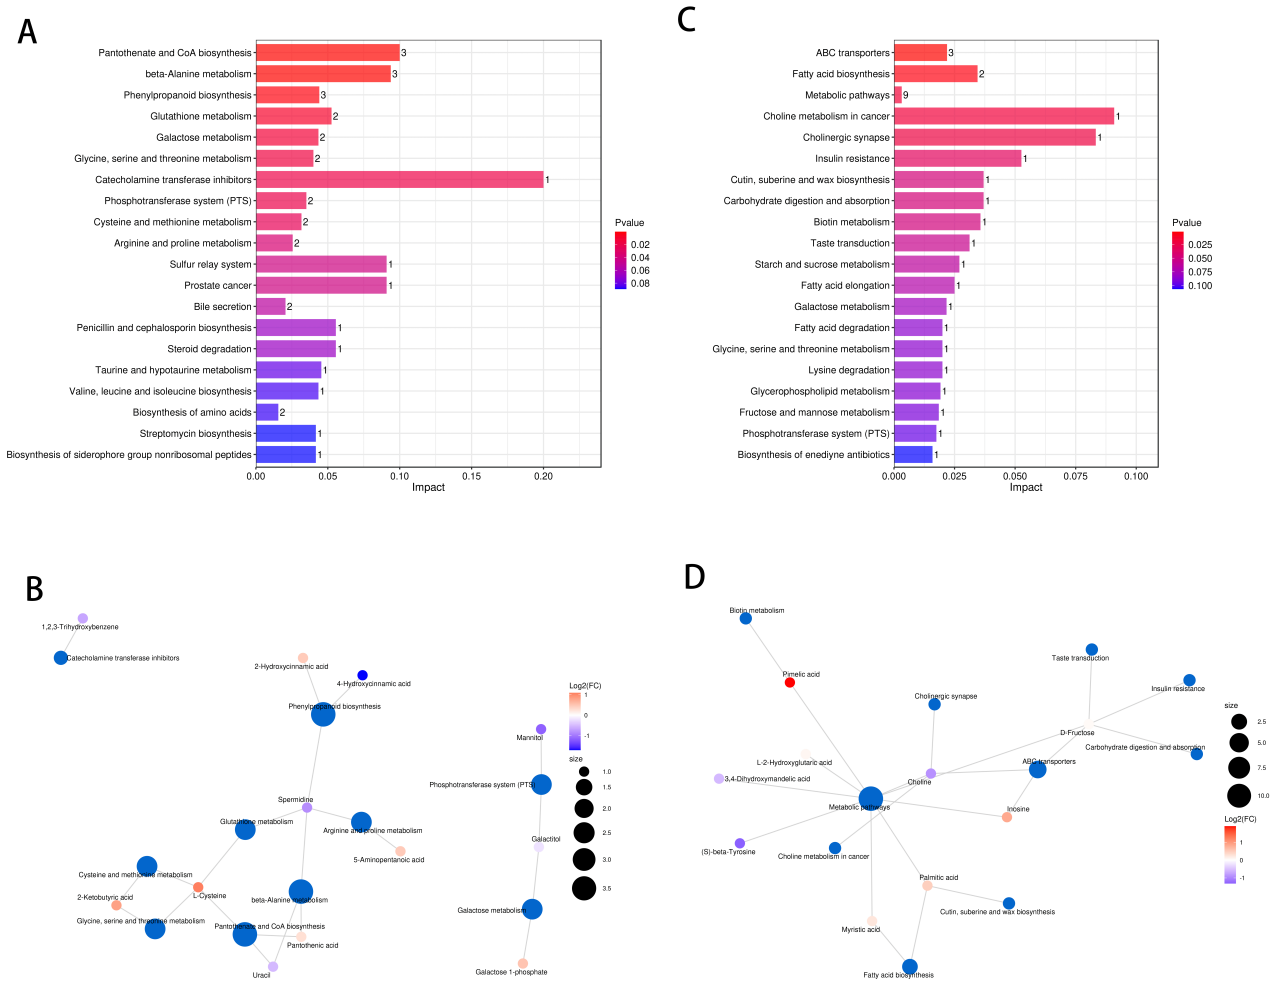 A
Pantothenate and CoA biosynthesis
3
beta-Alanine metabolism
3
Phenylpropanoid biosynthesis
3
Glutathione metabolism
2
Galactose metabolism
2
Glycine, serine and threonine metabolism
2
Catecholamine transferase inhibitors
1
Phosphotransferase system (PTS)
2
Cysteine and methionine metabolism
2
Arginine and proline metabolism
2
Sulfur relay system
1
Prostate cancer
1
Bile secretion
2
Penicillin and cephalosporin biosynthesis
1
Steroid degradation
1
Taurine and hypotaurine metabolism
1
Valine, leucine and isoleucine biosynthesis
1
Biosynthesis of amino acids
2
Streptomycin biosynthesis
1
Biosynthesis of siderophore group nonribosomal peptides
1
0.00 0.05 0.10 0.15 0.20
Impact
Pvalue
0.02
0.04
0.06
0.08
C
ABC transporters
3
Fatty acid biosynthesis
2
Metabolic pathways
9
Choline metabolism in cancer
1
Cholinergic synapse
1
Insulin resistance
1
Cutin, suberine and wax biosynthesis
1
Carbohydrate digestion and absorption
1
Biotin metabolism
1
Taste transduction
1
Starch and sucrose metabolism
1
Fatty acid elongation
1
Galactose metabolism
1
Fatty acid degradation
1
Glycine, serine and threonine metabolism
1
Lysine degradation
1
Glycerophospholipid metabolism
1
Fructose and mannose metabolism
1
Phosphotransferase system (PTS)
1
Biosynthesis of enediyne antibiotics
1
0.000 0.025 0.050 0.075 0.100
Impact
Pvalue
0.025
0.050
0.075
0.100
B
1,2,3-Trihydroxybenzene
Catecholamine transferase inhibitors
2-Hydroxycinnamic acid
4-Hydroxycinnamic acid
Phenylpropanoid biosynthesis
Mannitol
Phosphotransferase system (PTS)
Spermidine
Glutathione metabolism
Arginine and proline metabolism
Galactitol
5-Aminopentanoic acid
Cysteine and methionine metabolism
2-Ketobutyric acid
L-Cysteine
beta-Alanine metabolism
Galactose metabolism
Glycine, serine and threonine metabolism
Pantothenate and CoA biosynthesis
Pantothenic acid
Uracil
Galactose 1-phosphate
Log2(FC)
1
0
-1
size
1.0
1.5
2.0
2.5
3.0
3.5
D
Biotin metabolism
Pimelic acid
Taste transduction
Insulin resistance
Cholinergic synapse
D-Fructose
Carbohydrate digestion and absorption
L-2-Hydroxyglutaric acid
ABC transporters
3,4-Dihydroxymandelic acid
Choline
Metabolic pathways
Inosine
(S)-beta-Tyrosine
Choline metabolism in cancer
Palmitic acid
Cutin, suberine and wax biosynthesis
Myristic acid
Fatty acid biosynthesis
size
2.5
5.0
7.5
10.0
Log2(FC)
1
0
-1